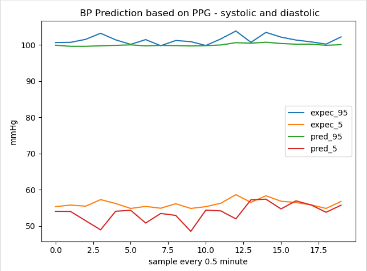 BP Prediction based on PPG - systolic and diastolic
mmHg
100
90
80
70
60
50
expec_95
expec_5
pred_95
pred_5
0.0 2.5 5.0 7.5 10.0 12.5 15.0 17.5
sample every 0.5 minute